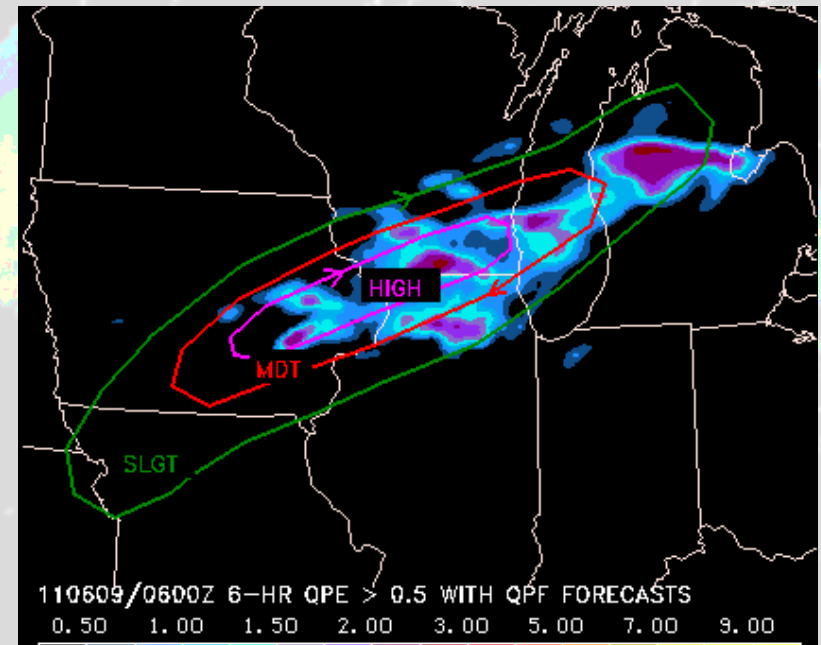 HIGH
MDT
SLGT
110609/0600Z 6-HR QPE > 0.5 WITH QPF FORECASTS
0.50 1.00 1.50 2.00 3.00 5.00 7.00 9.00